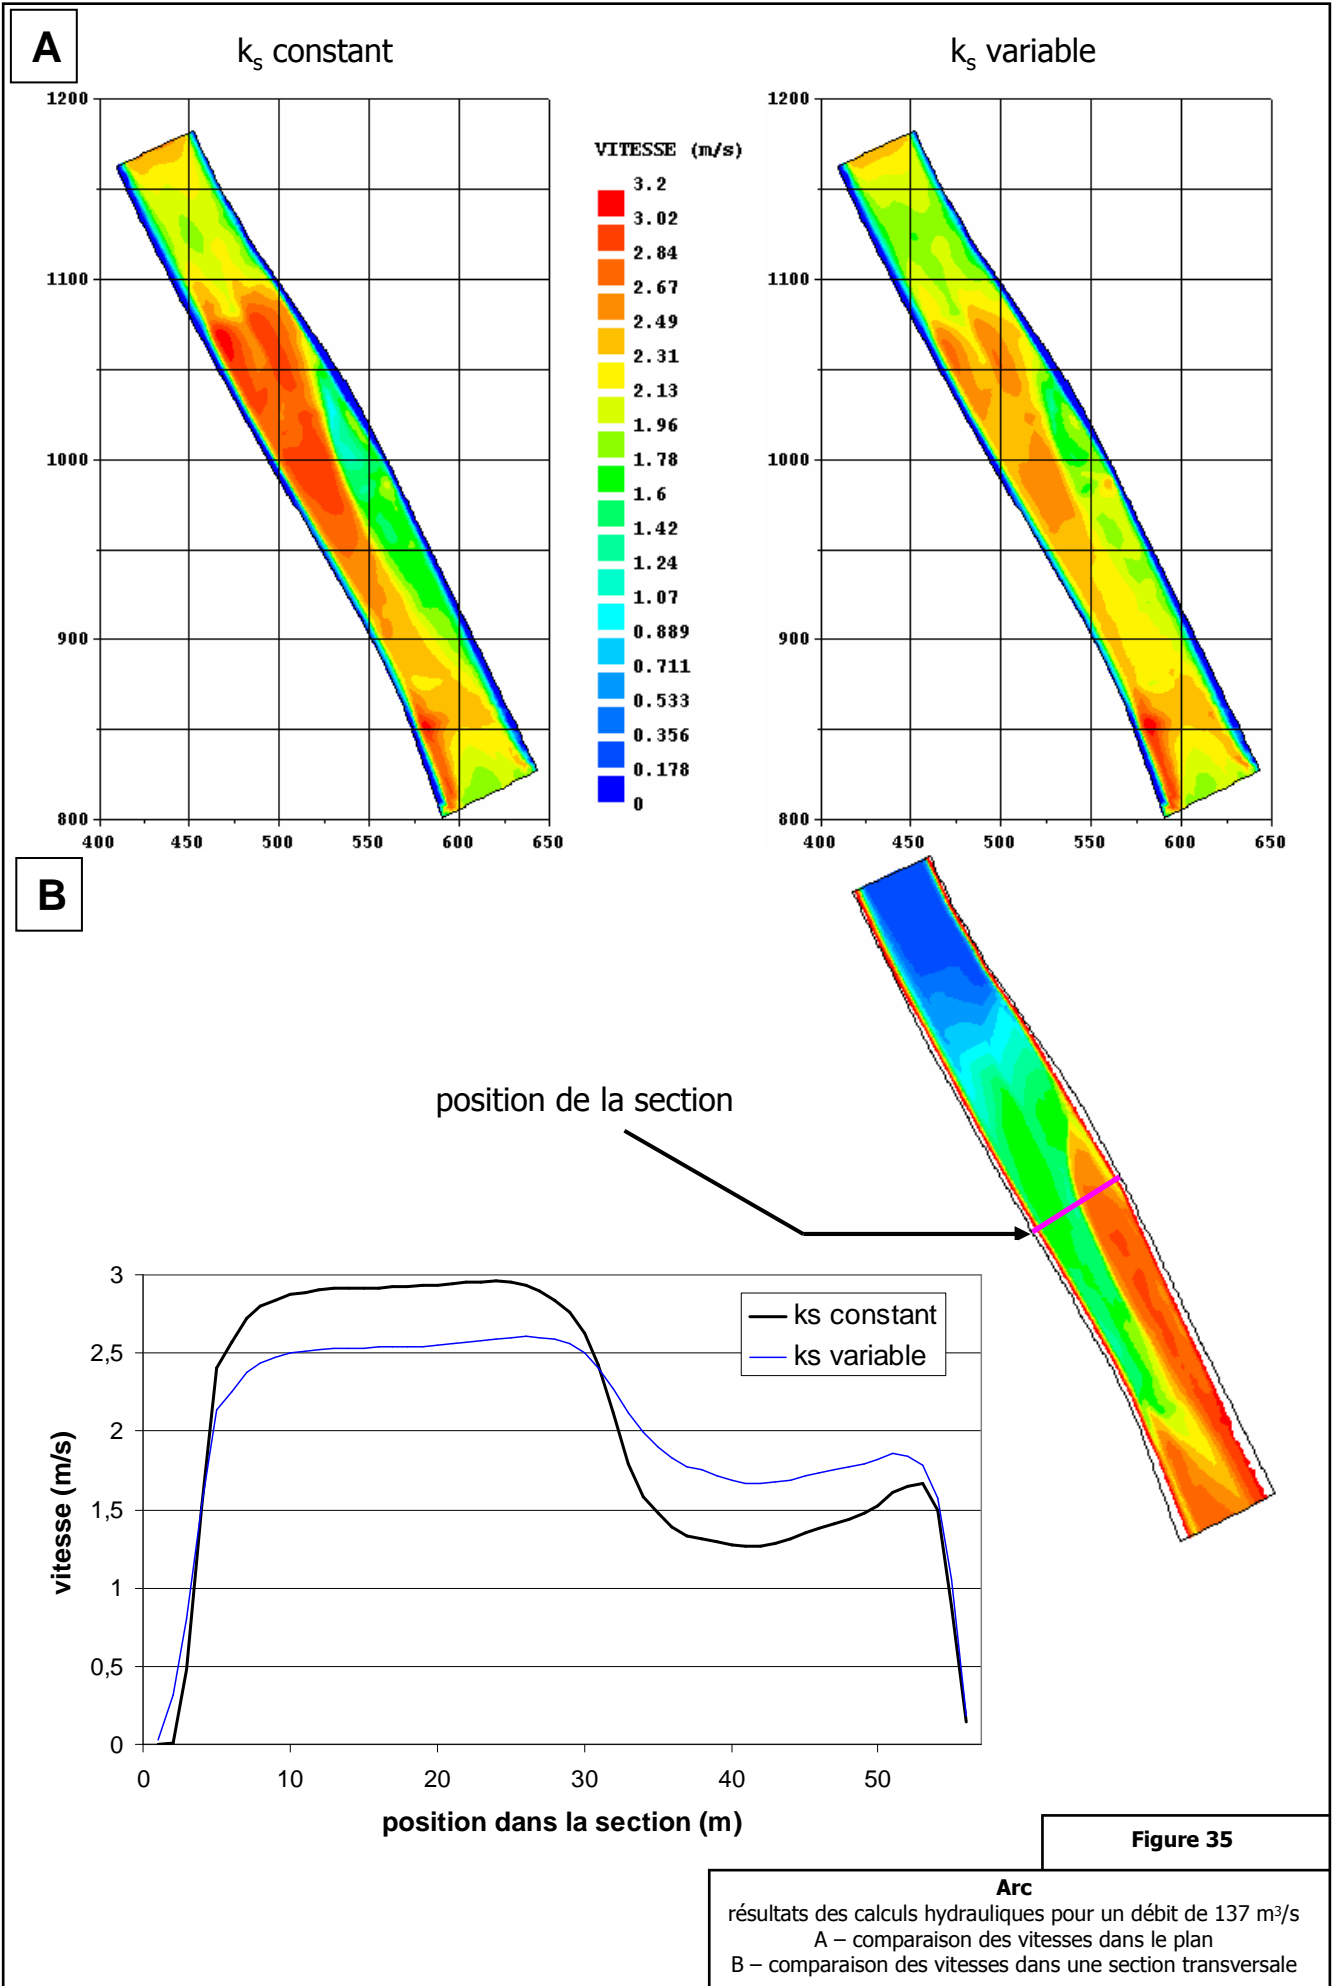 A
ks constant
ks variable
1200
1100
1000
900
800
400 450 500 550 600 650
VITESSE (m/s)
3.2
3.02
2.84
2.67
2.49
2.31
2.13
1.96
1.78
1.6
1.42
1.24
1.07
0.889
0.711
0.533
0.356
0.178
0
1200
1100
1000
900
800
400 450 500 550 600 650
B
position de la section
3
2,5
2
1,5
1
0,5
0
vitesse (m/s)
ks constant
ks variable
0 10 20 30 40 50
position dans la section (m)
Figure 35
Arc
résultats des calculs hydrauliques pour un débit de 137 m³/s
A – comparaison des vitesses dans le plan
B – comparaison des vitesses dans une section transversale